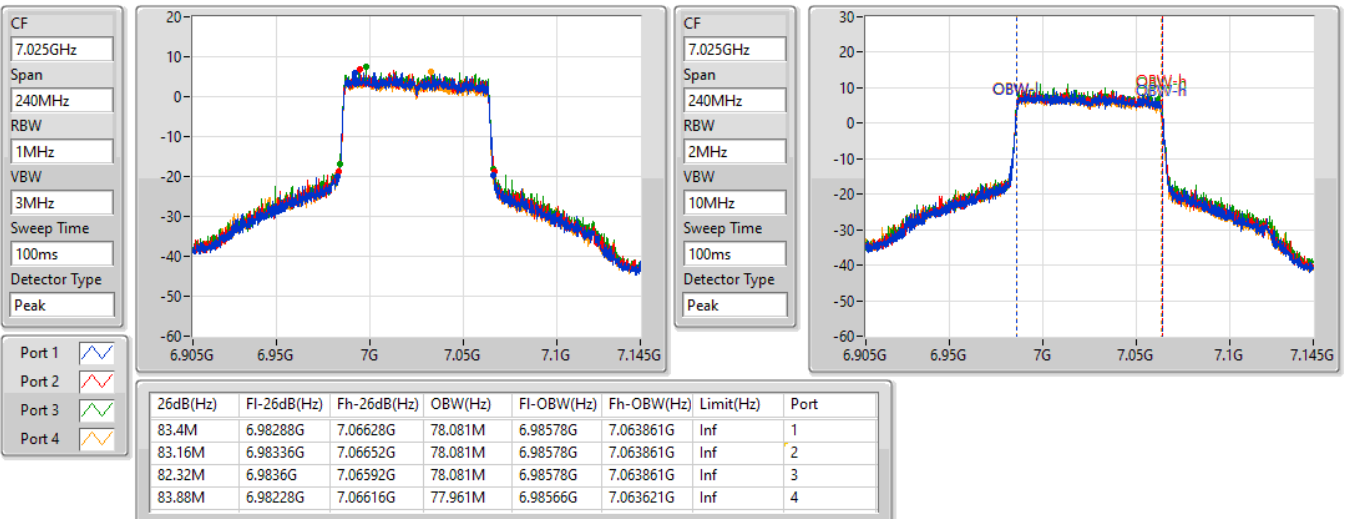 CF
7.025GHz
Span
240MHz
RBW
1MHz
VBW
3MHz
Sweep Time
100ms
Detector Type
Peak
20
10
0
-10
-20
-30
-40
-50
-60
6.905G 6.95G 7G 7.05G 7.1G 7.145G
CF
7.025GHz
Span
240MHz
RBW
2MHz
VBW
10MHz
Sweep Time
100ms
Detector Type
Peak
30
20
10
0
-10
-20
-30
-40
-50
-60
OBW-l OBW-h
OBW-h
6.905G 6.95G 7G 7.05G 7.1G 7.145G
Port 1
Port 2
Port 3
Port 4
26dB(Hz) Fl-26dB(Hz) Fh-26dB(Hz) OBW(Hz) Fl-OBW(Hz) Fh-OBW(Hz) Limit(Hz) Port
83.4M 6.98288G 7.06628G 78.081M 6.98578G 7.063861G Inf 1
83.16M 6.98336G 7.06652G 78.081M 6.98578G 7.063861G Inf 2
82.32M 6.9836G 7.06592G 78.081M 6.98578G 7.063861G Inf 3
83.88M 6.98228G 7.06616G 77.961M 6.98566G 7.063621G Inf 4